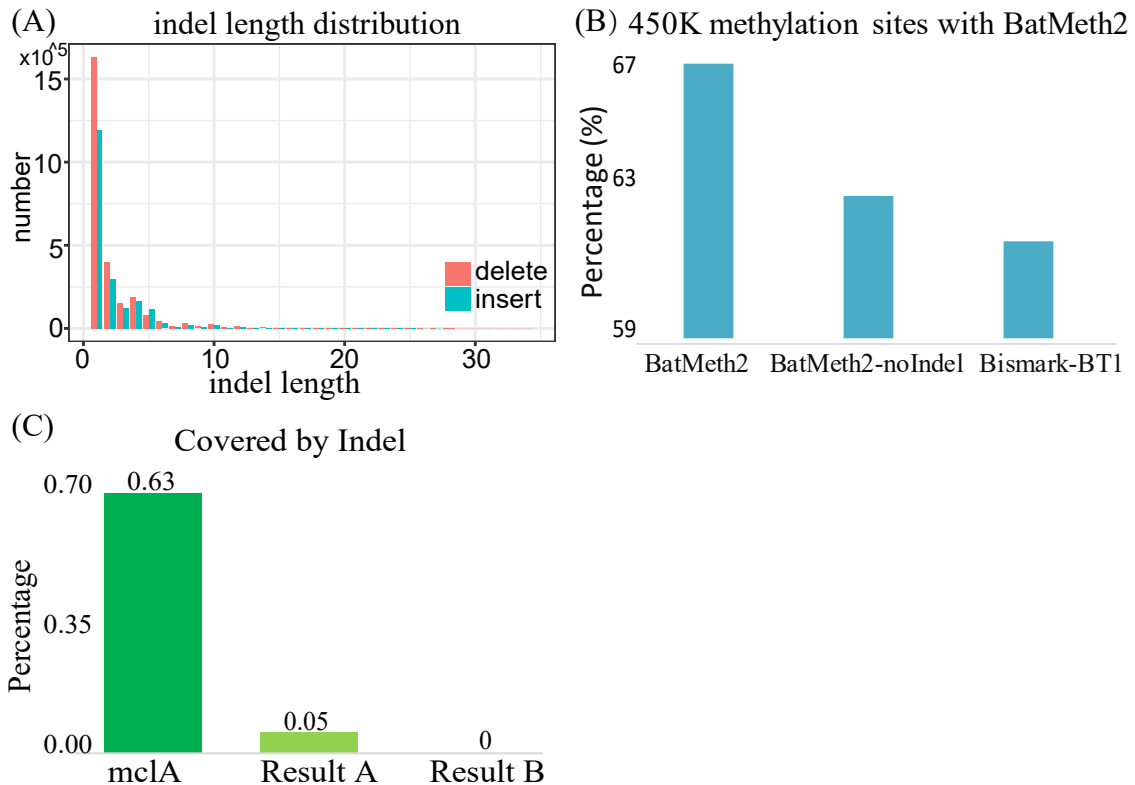 (A)
indel length distribution
x10^5
15
10
5
0
number
delete
insert
0
10
20
30
indel length
(B) 450K methylation sites with BatMeth2
67
63
59
Percentage (%)
BatMeth2
BatMeth2-noIndel
Bismark-BT1
(C)
Covered by Indel
0.70
0.35
0.00
Percentage
0.63
0.05
0
mclA
Result A
Result B